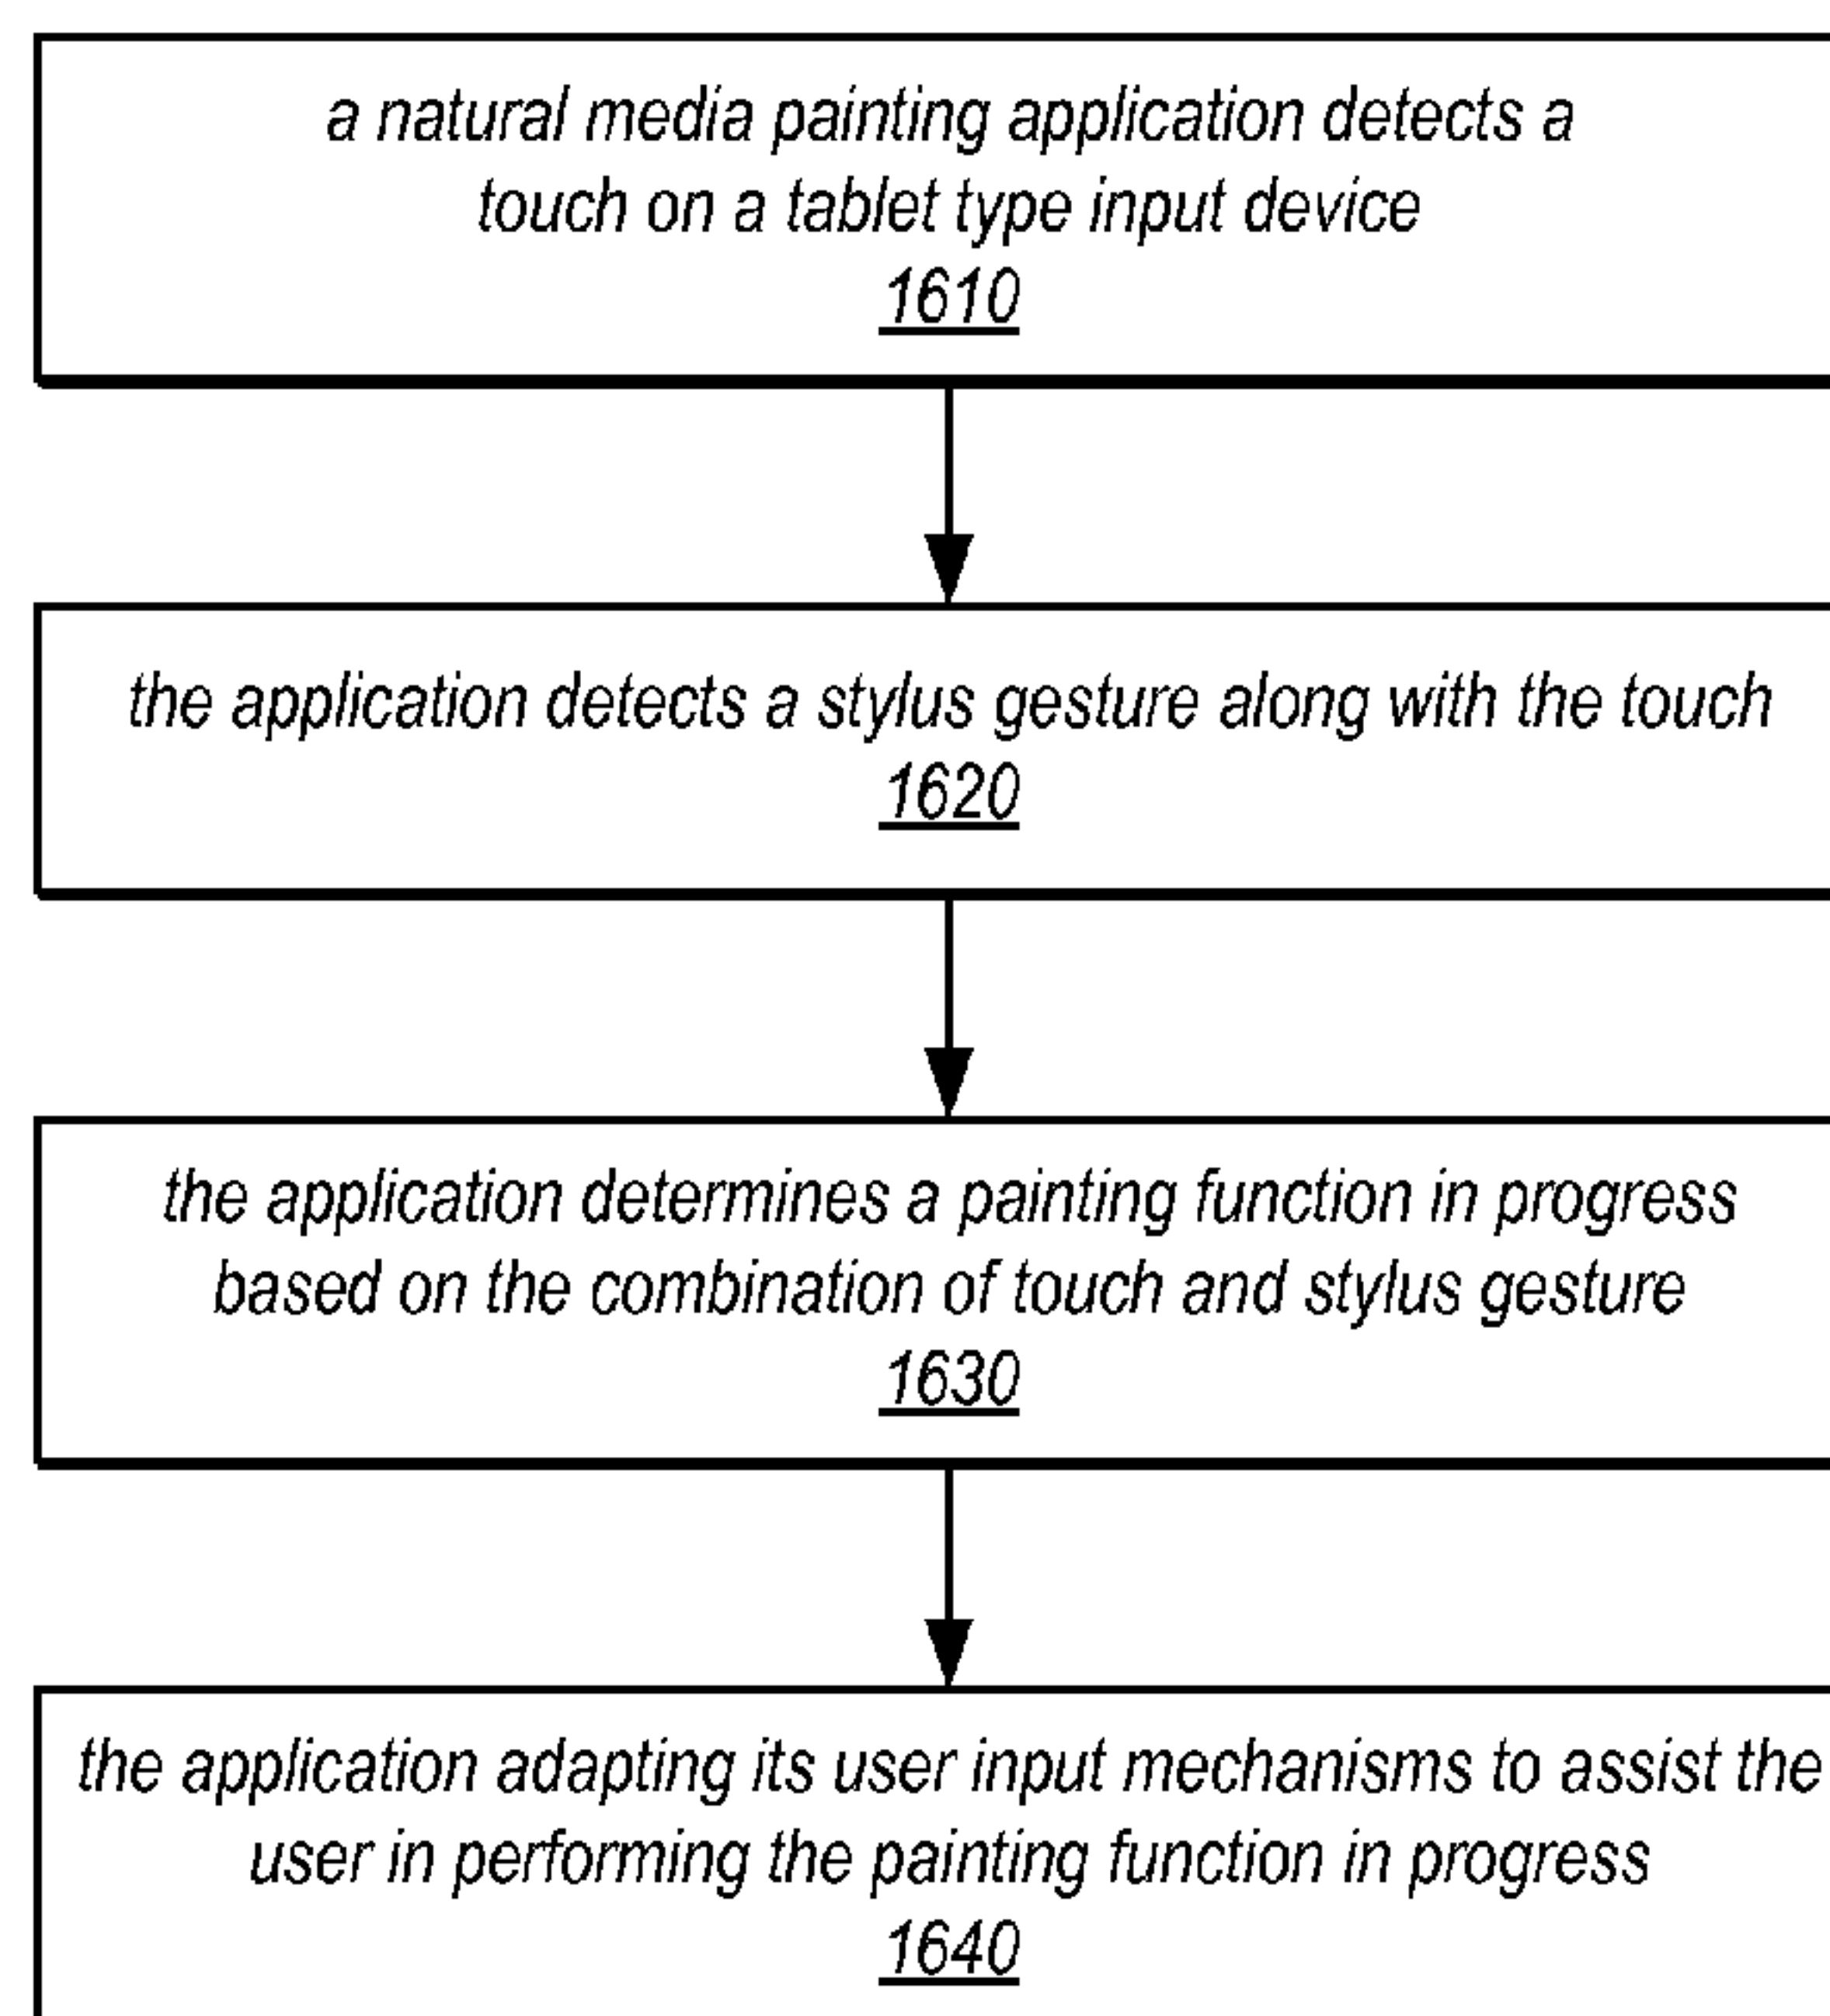 a natural media painting application detects a
touch on a tablet type input device
1610
the application detects a stylus gesture along with the touch
1620
the application determines a painting function in progress
based on the combination of touch and stylus gesture
1630
the application adapting its user input mechanisms to assist the
user in performing the painting function in progress
1640